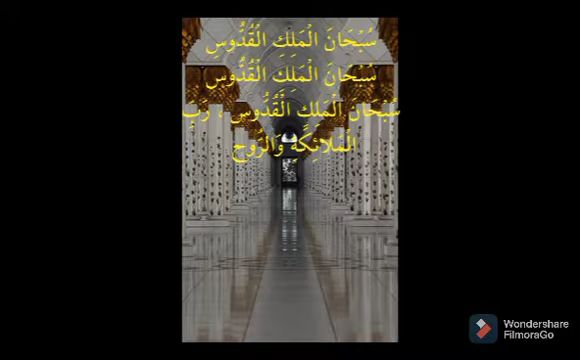 سُبْحَانَ الْمَلِكِ الْقُدُّوسِ
سُبْحَانَ الْمَلِكِ الْقُدُّوسِ
سُبْحَانَ الْمَلِكِ الْقُدُّوسِ ، رَبِّ
الْمَلَائِكَةِ وَالرُّوحِ
Wondershare
FilmoraGo